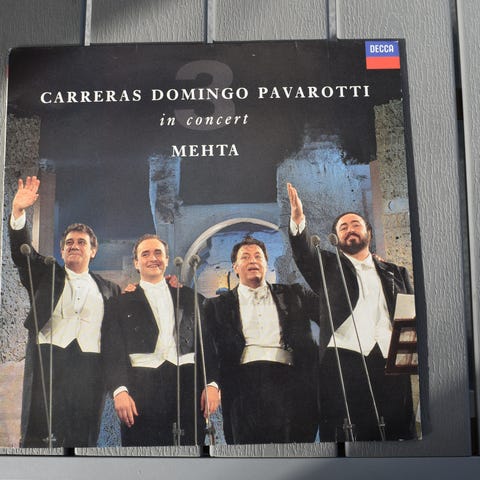 DECCA
3
CARRERAS DOMINGO PAVAROTTI
in concert
MEHTA